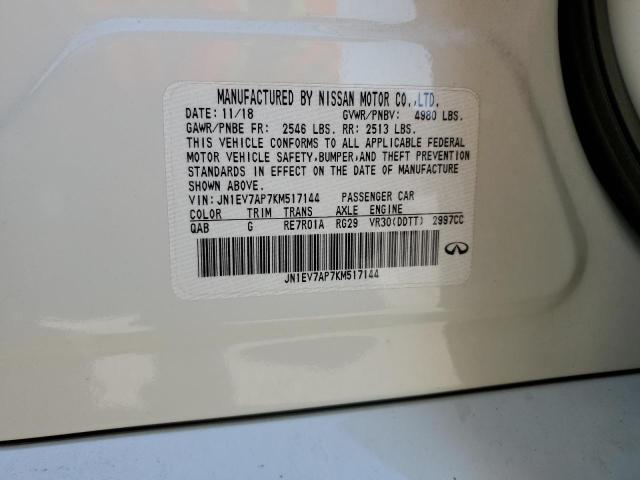 MANUFACTURED BY NISSAN MOTOR CO.,LTD.
DATE: 11/18 GVWR/PNBV: 4980 LBS.
GAWR/PNBE FR: 2546 LBS. RR: 2513 LBS.
THIS VEHICLE CONFORMS TO ALL APPLICABLE FEDERAL
MOTOR VEHICLE SAFETY,BUMPER,AND THEFT PREVENTION
STANDARDS IN EFFECT ON THE DATE OF MANUFACTURE
SHOWN ABOVE.
VIN: JN1EV7AP7KM517144 PASSENGER CAR
COLOR TRIM TRANS AXLE ENGINE
QAB G RE7R01A RG29 VR30(DDTT) 2997CC
JN1EV7AP7KM517144